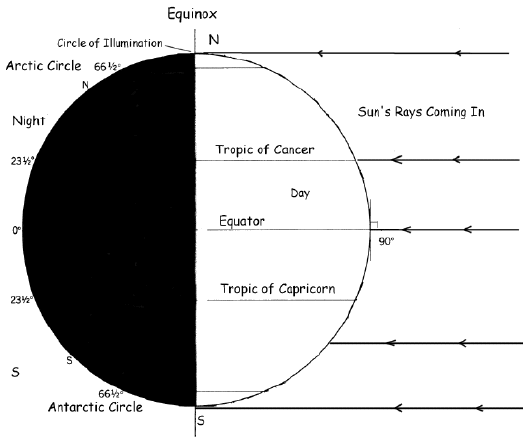 Equinox
Circle of Illumination
N
Arctic Circle 66½°
N
Sun's Rays Coming In
Night
Tropic of Cancer
23½°
Day
Equator
0°
90°
Tropic of Capricorn
23½°
S
S
66½°
Antarctic Circle
S